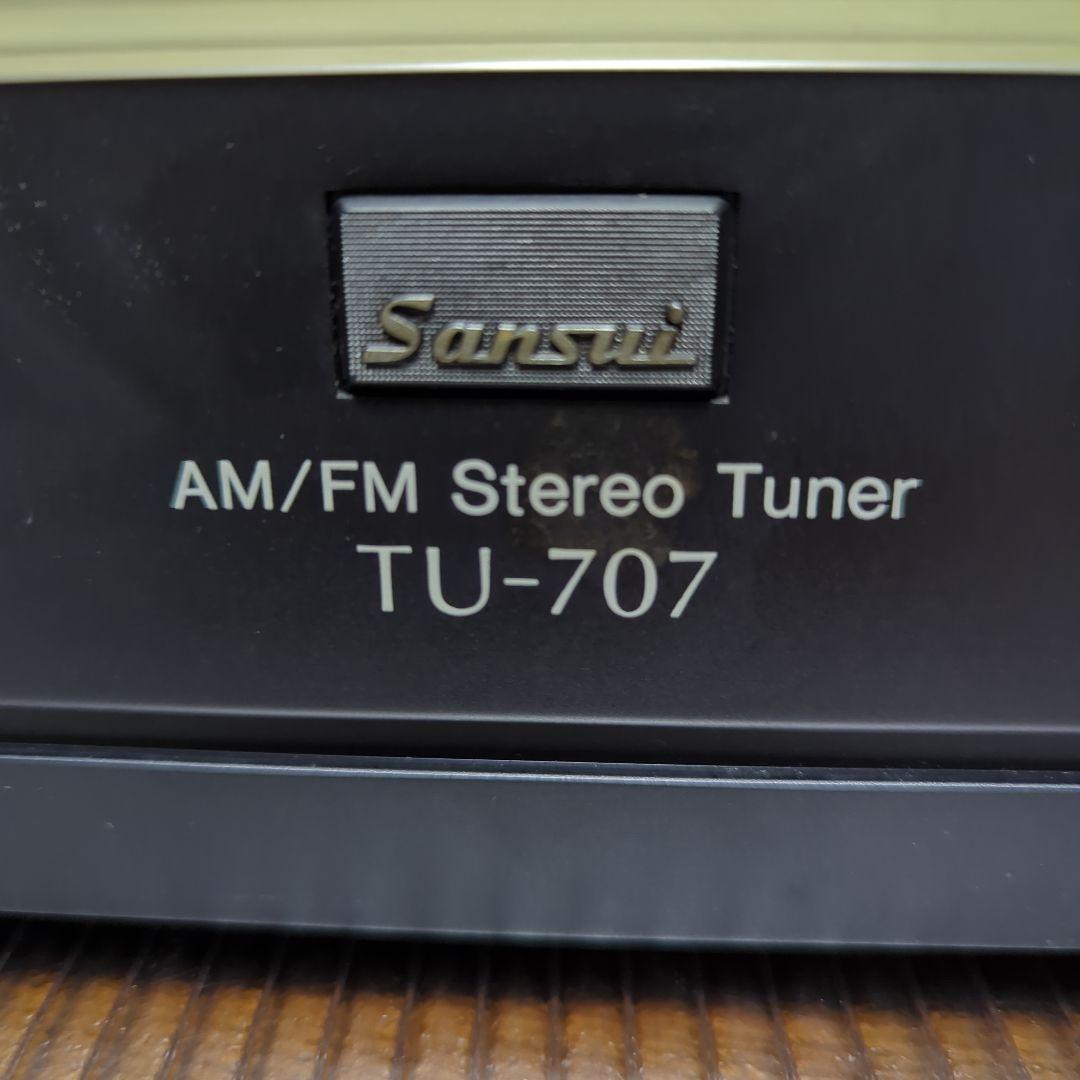 Sansui
AM/FM Stereo Tuner
TU-707